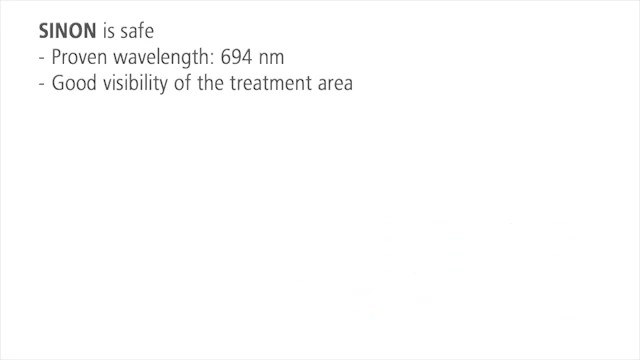 SINON is safe
- Proven wavelength: 694 nm
- Good visibility of the treatment area